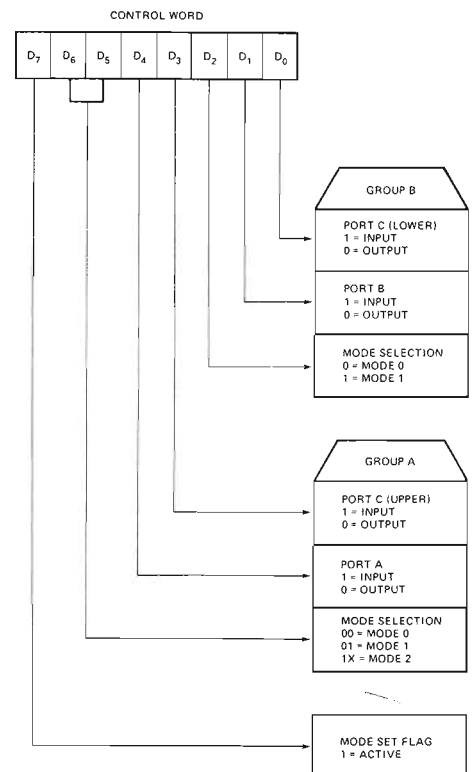 CONTROL WORD
D7 D6 D5 D4 D3 D2 D1 D0
GROUP B
PORT C (LOWER)
1 = INPUT
0 = OUTPUT
PORT B
1 = INPUT
0 = OUTPUT
MODE SELECTION
0 = MODE 0
1 = MODE 1
GROUP A
PORT C (UPPER)
1 = INPUT
0 = OUTPUT
PORT A
1 = INPUT
0 = OUTPUT
MODE SELECTION
00 = MODE 0
01 = MODE 1
1X = MODE 2
MODE SET FLAG
1 = ACTIVE